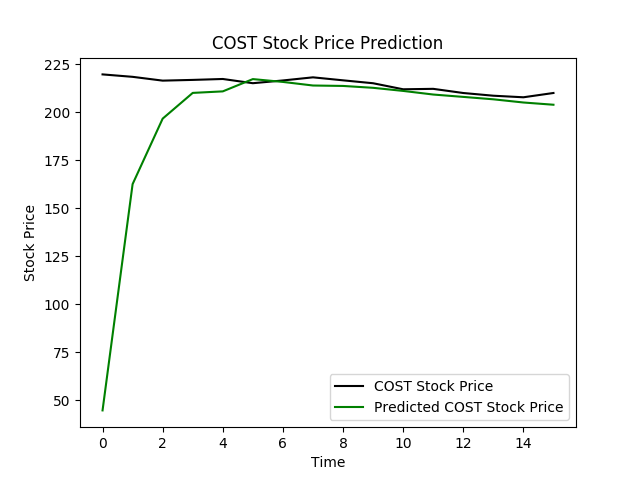 COST Stock Price Prediction
Stock Price
225
200
175
150
125
100
75
50
0 2 4 6 8 10 12 14
Time
COST Stock Price
Predicted COST Stock Price